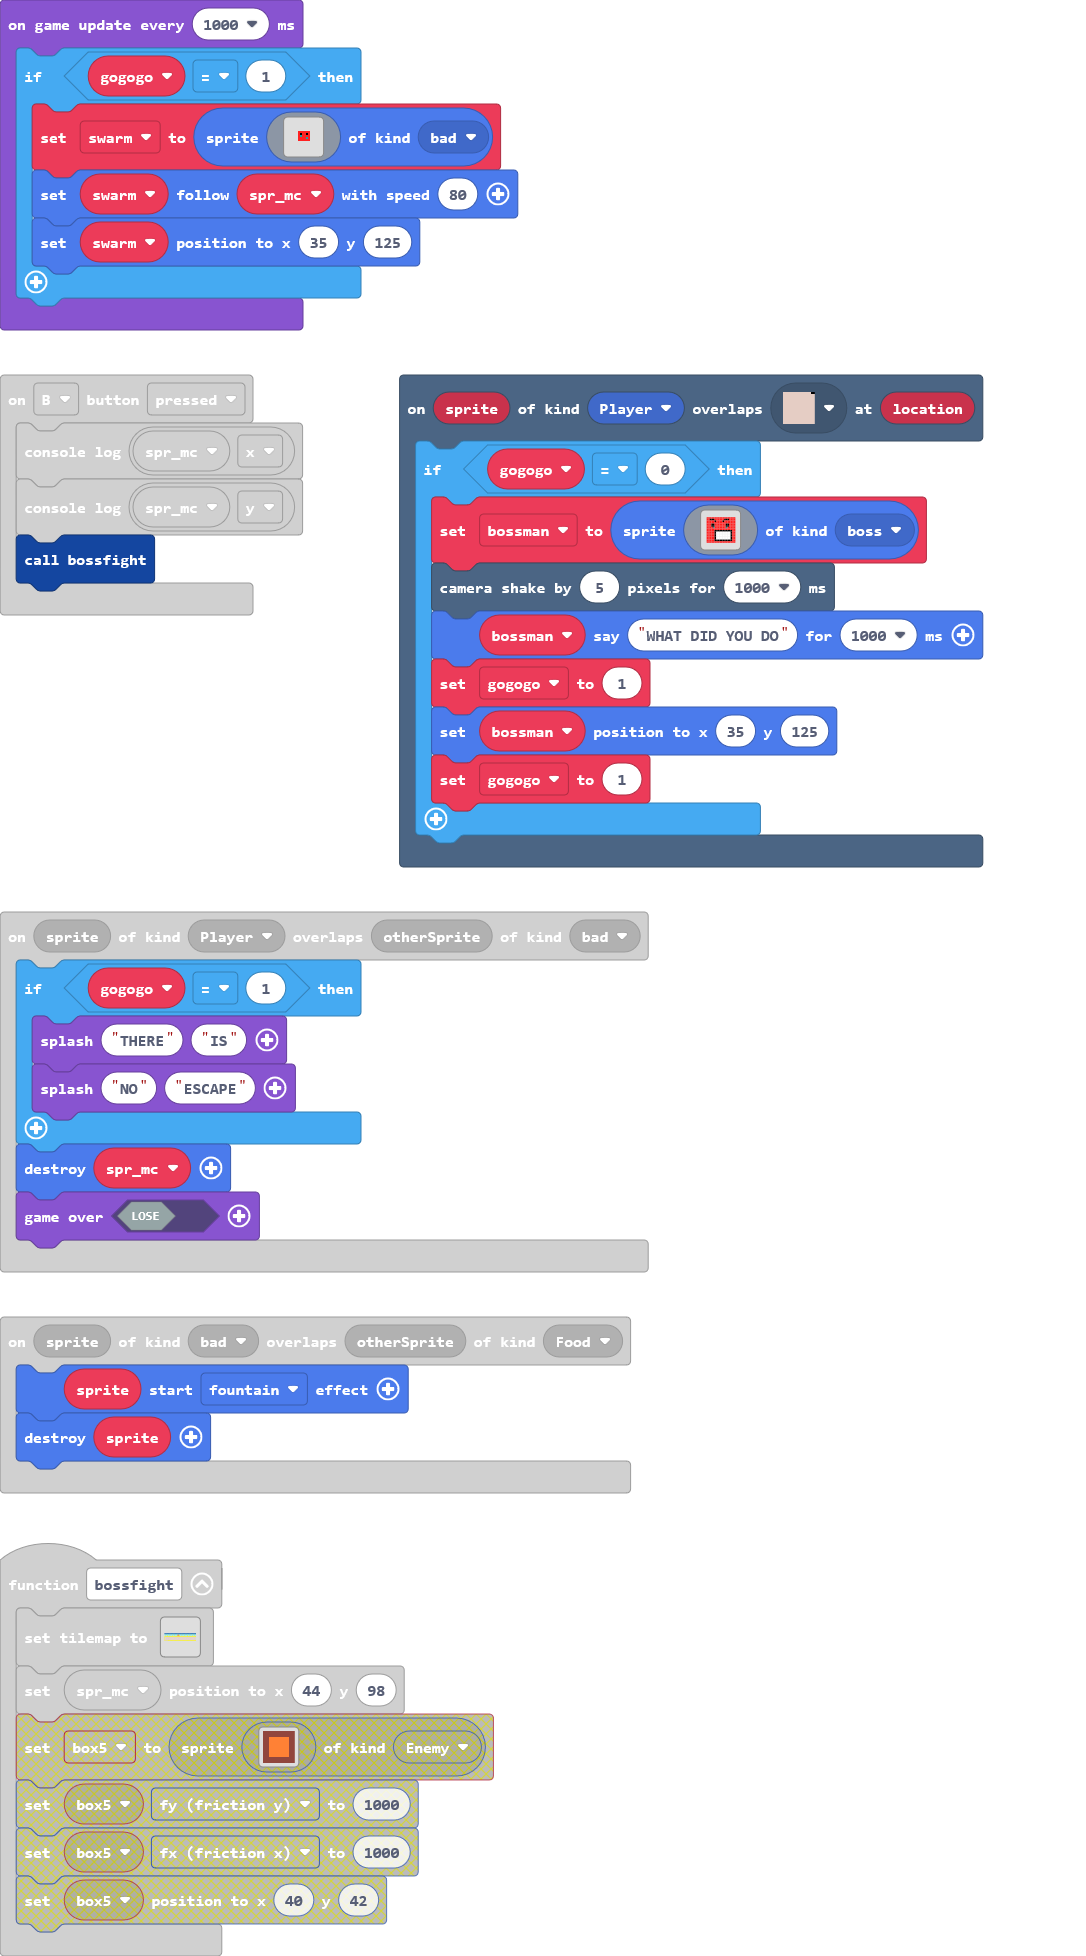 on game update every 1000 ms
if gogogo = 1 then
set swarm to sprite of kind bad
set swarm follow spr_mc with speed 80
set swarm position to x 35 y 125
on B button pressed
console log spr_mc x
console log spr_mc y
call bossfight
on sprite of kind Player overlaps at location
if gogogo = 0 then
set bossman to sprite of kind boss
camera shake by 5 pixels for 1000 ms
bossman say "WHAT DID YOU DO" for 1000 ms
set gogogo to 1
set bossman position to x 35 y 125
set gogogo to 1
on sprite of kind Player overlaps otherSprite of kind bad
if gogogo = 1 then
splash "THERE" "IS"
splash "NO" "ESCAPE"
destroy spr_mc
game over LOSE
on sprite of kind bad overlaps otherSprite of kind Food
sprite start fountain effect
destroy sprite
function bossfight
set tilemap to
set spr_mc position to x 44 y 98
set box5 to sprite of kind Enemy
set box5 fy (friction y) to 1000
set box5 fx (friction x) to 1000
set box5 position to x 40 y 42